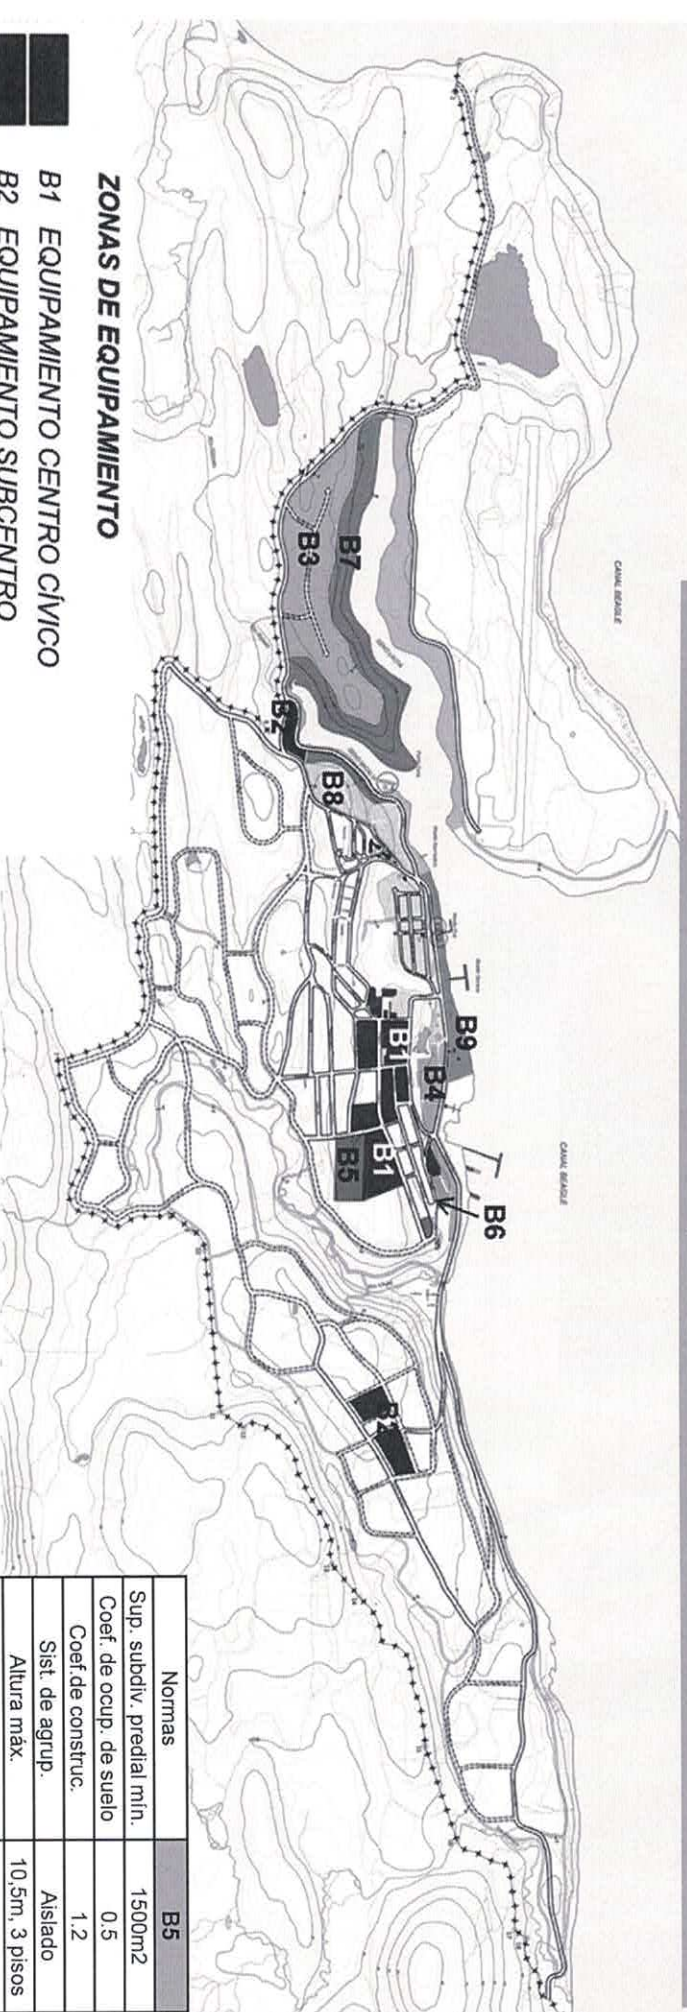 CANAL BEAGLE
CANAL BEAGLE
B7
B3
B2
B8
B9
B1
B4
B1
B5
B6
ZONAS DE EQUIPAMIENTO
B1 EQUIPAMIENTO CENTRO CÍVICO
B2 EQUIPAMIENTO SUBCENTRO
Normas B5
Sup. subdiv. predial mín. 1500m2
Coef. de ocup. de suelo 0.5
Coef.de construc. 1.2
Sist. de agrup. Aislado
Altura máx. 10,5m, 3 pisos